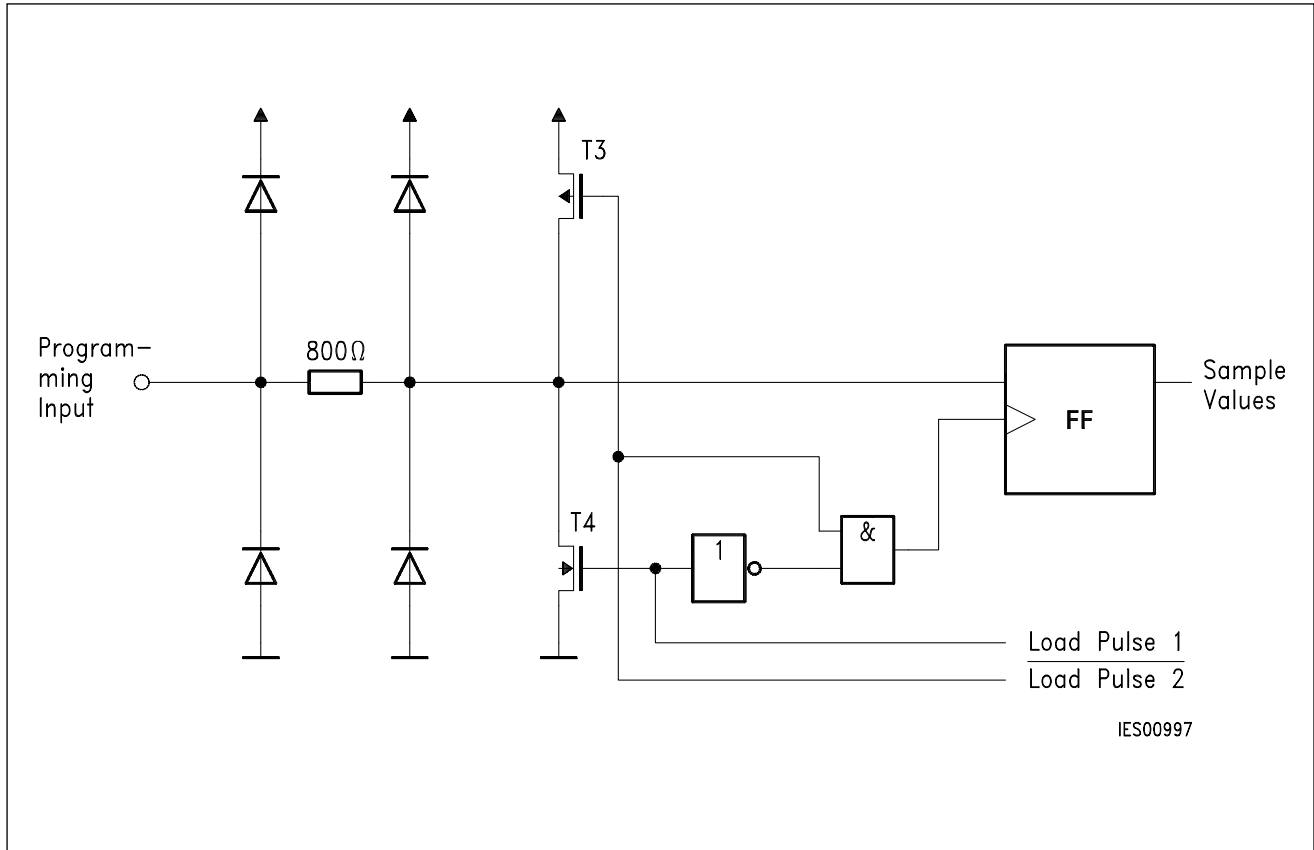 T3
Program-
ming
Input
800Ω
Sample
Values
FF
T4
1
&
Load Pulse 1
Load Pulse 2
IES00997